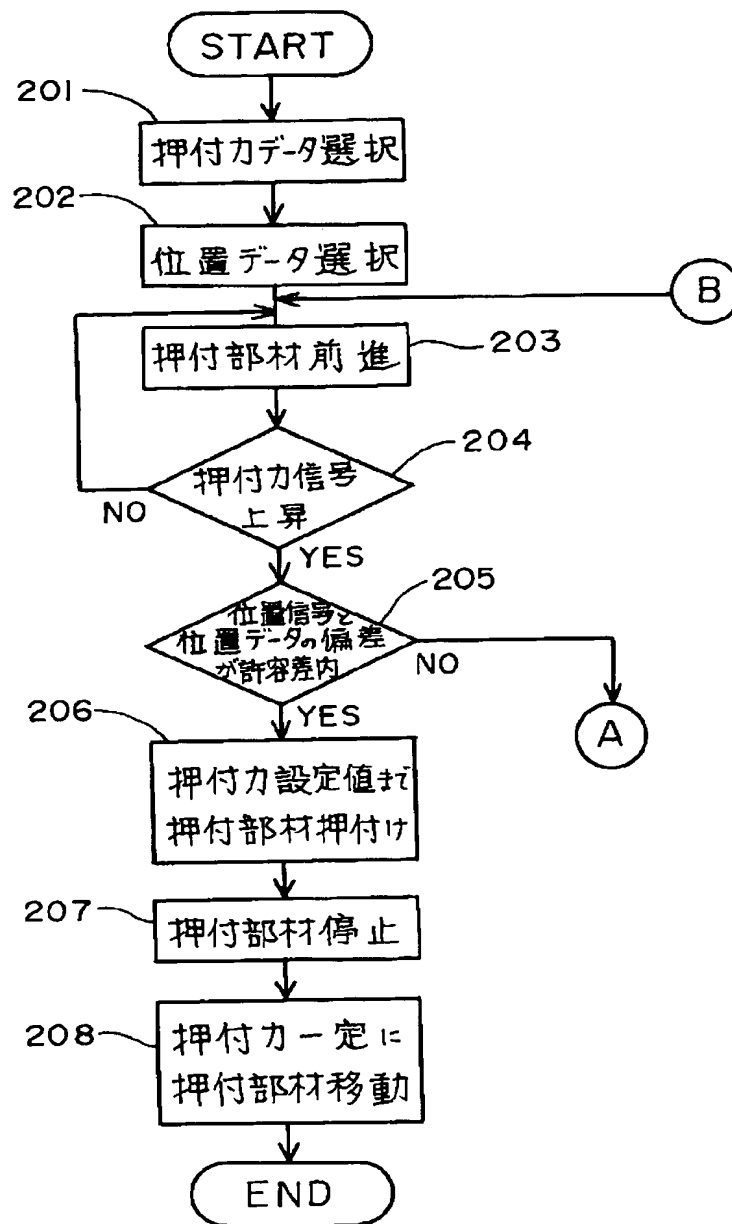 START
201
押付力データ選択
202
位置データ選択
B
押付部材前進
203
204
押付力信号
上昇
NO
YES
205
位置信号と
位置データの偏差
が許容差内
NO
YES
A
206
押付力設定値まで
押付部材押付け
207
押付部材停止
208
押付力一定に
押付部材移動
END